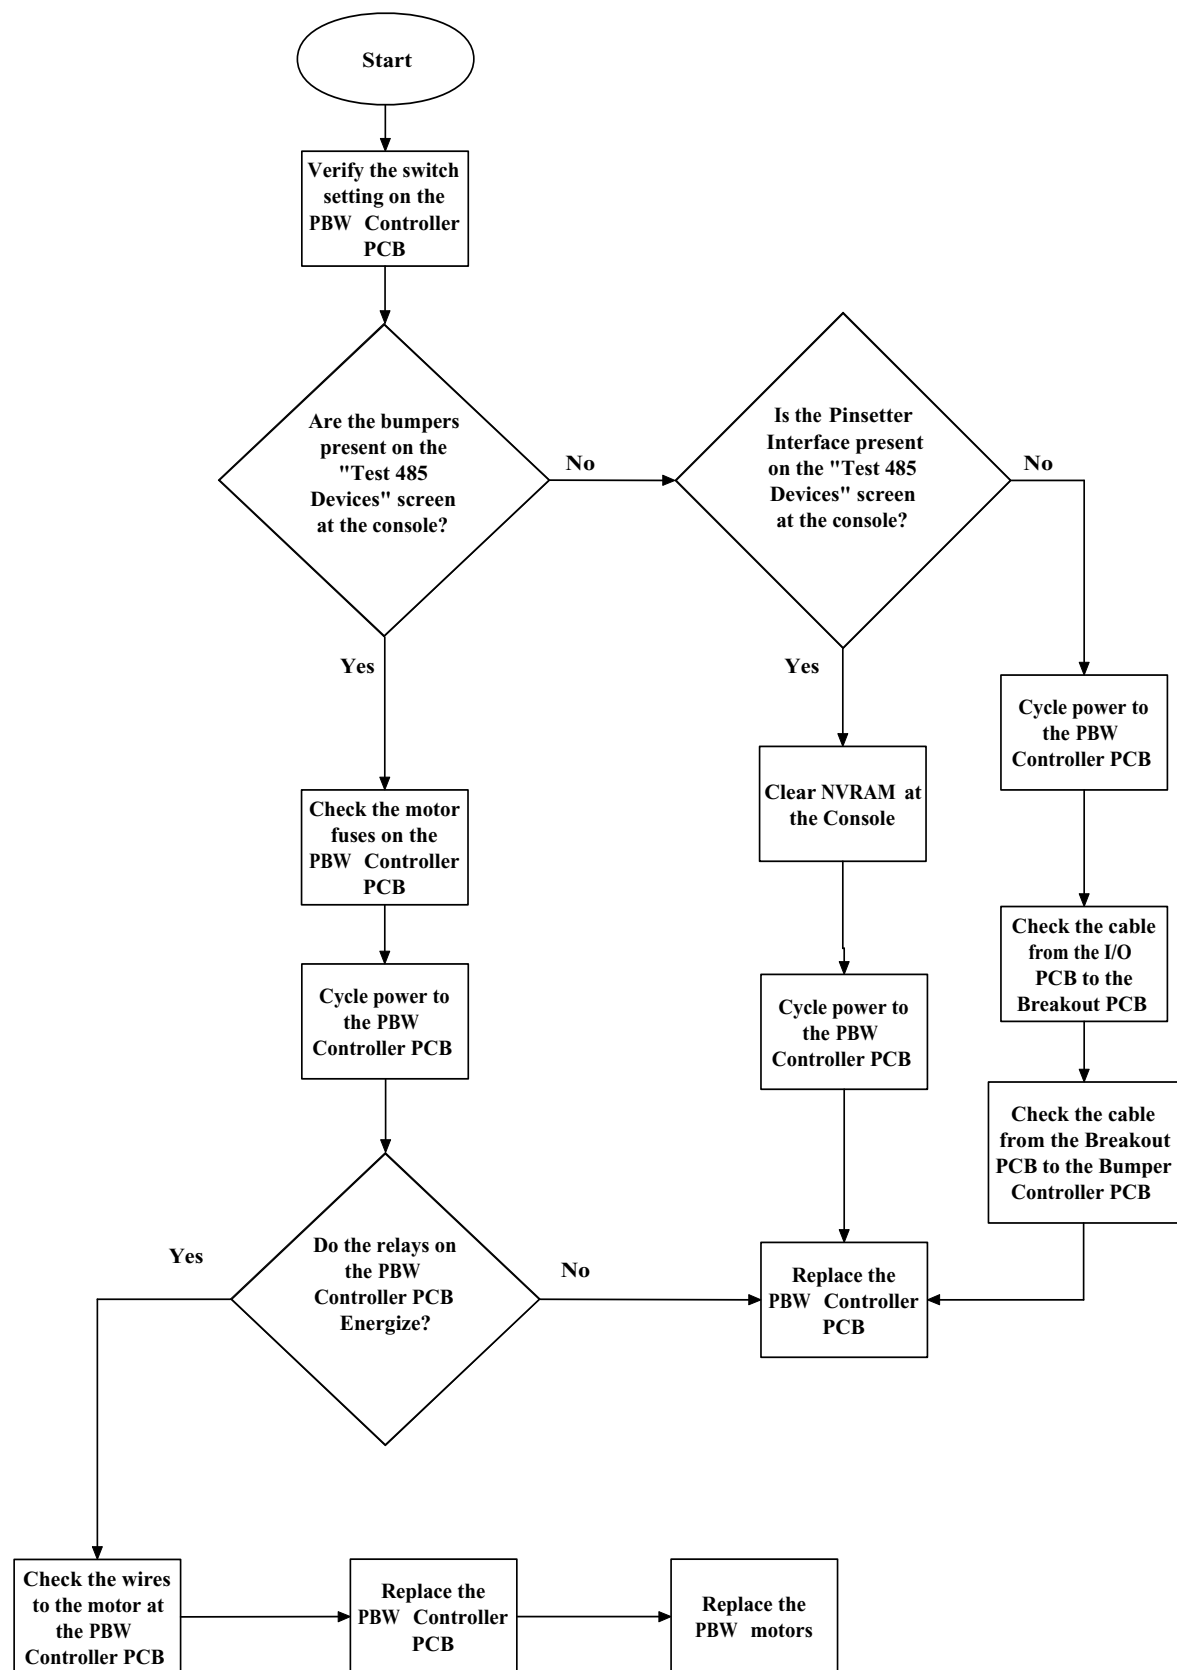 Start
Verify the switch
setting on the
PBW Controller
PCB
Are the bumpers
present on the
"Test 485
Devices" screen
at the console?
No
Is the Pinsetter
Interface present
on the "Test 485
Devices" screen
at the console?
No
Yes
Yes
Cycle power to
the PBW
Controller PCB
Clear NVRAM at
the Console
Check the motor
fuses on the
PBW Controller
PCB
Check the cable
from the I/O
PCB to the
Breakout PCB
Cycle power to
the PBW
Controller PCB
Cycle power to
the PBW
Controller PCB
Check the cable
from the Breakout
PCB to the Bumper
Controller PCB
Yes
Do the relays on
the PBW
Controller PCB
Energize?
No
Replace the
PBW Controller
PCB
Check the wires
to the motor at
the PBW
Controller PCB
Replace the
PBW Controller
PCB
Replace the
PBW motors